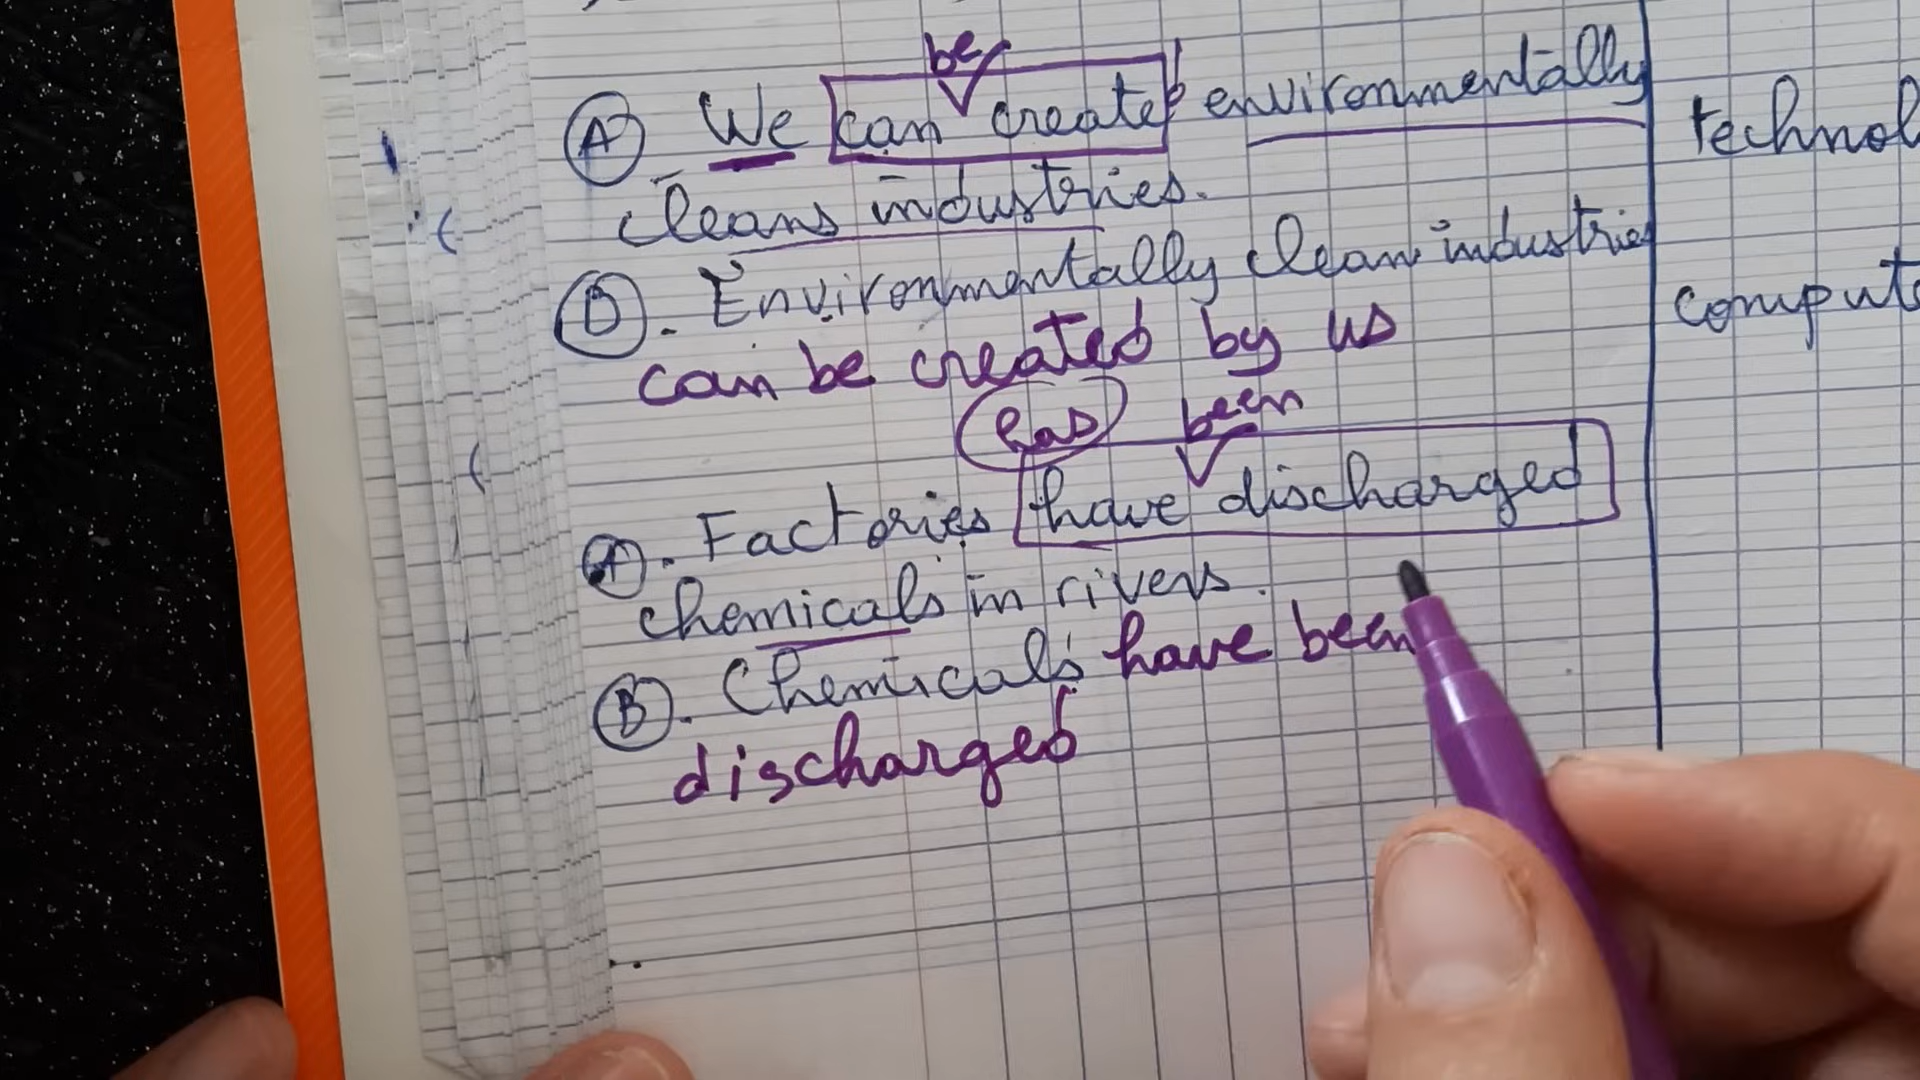 be
A We can create d environmentally
cleans industries.
B. Environmentally clean industries
can be created by us
has been
A. Factories have discharged
chemicals in rivers.
B. Chemicals have been
discharged
technol
compute